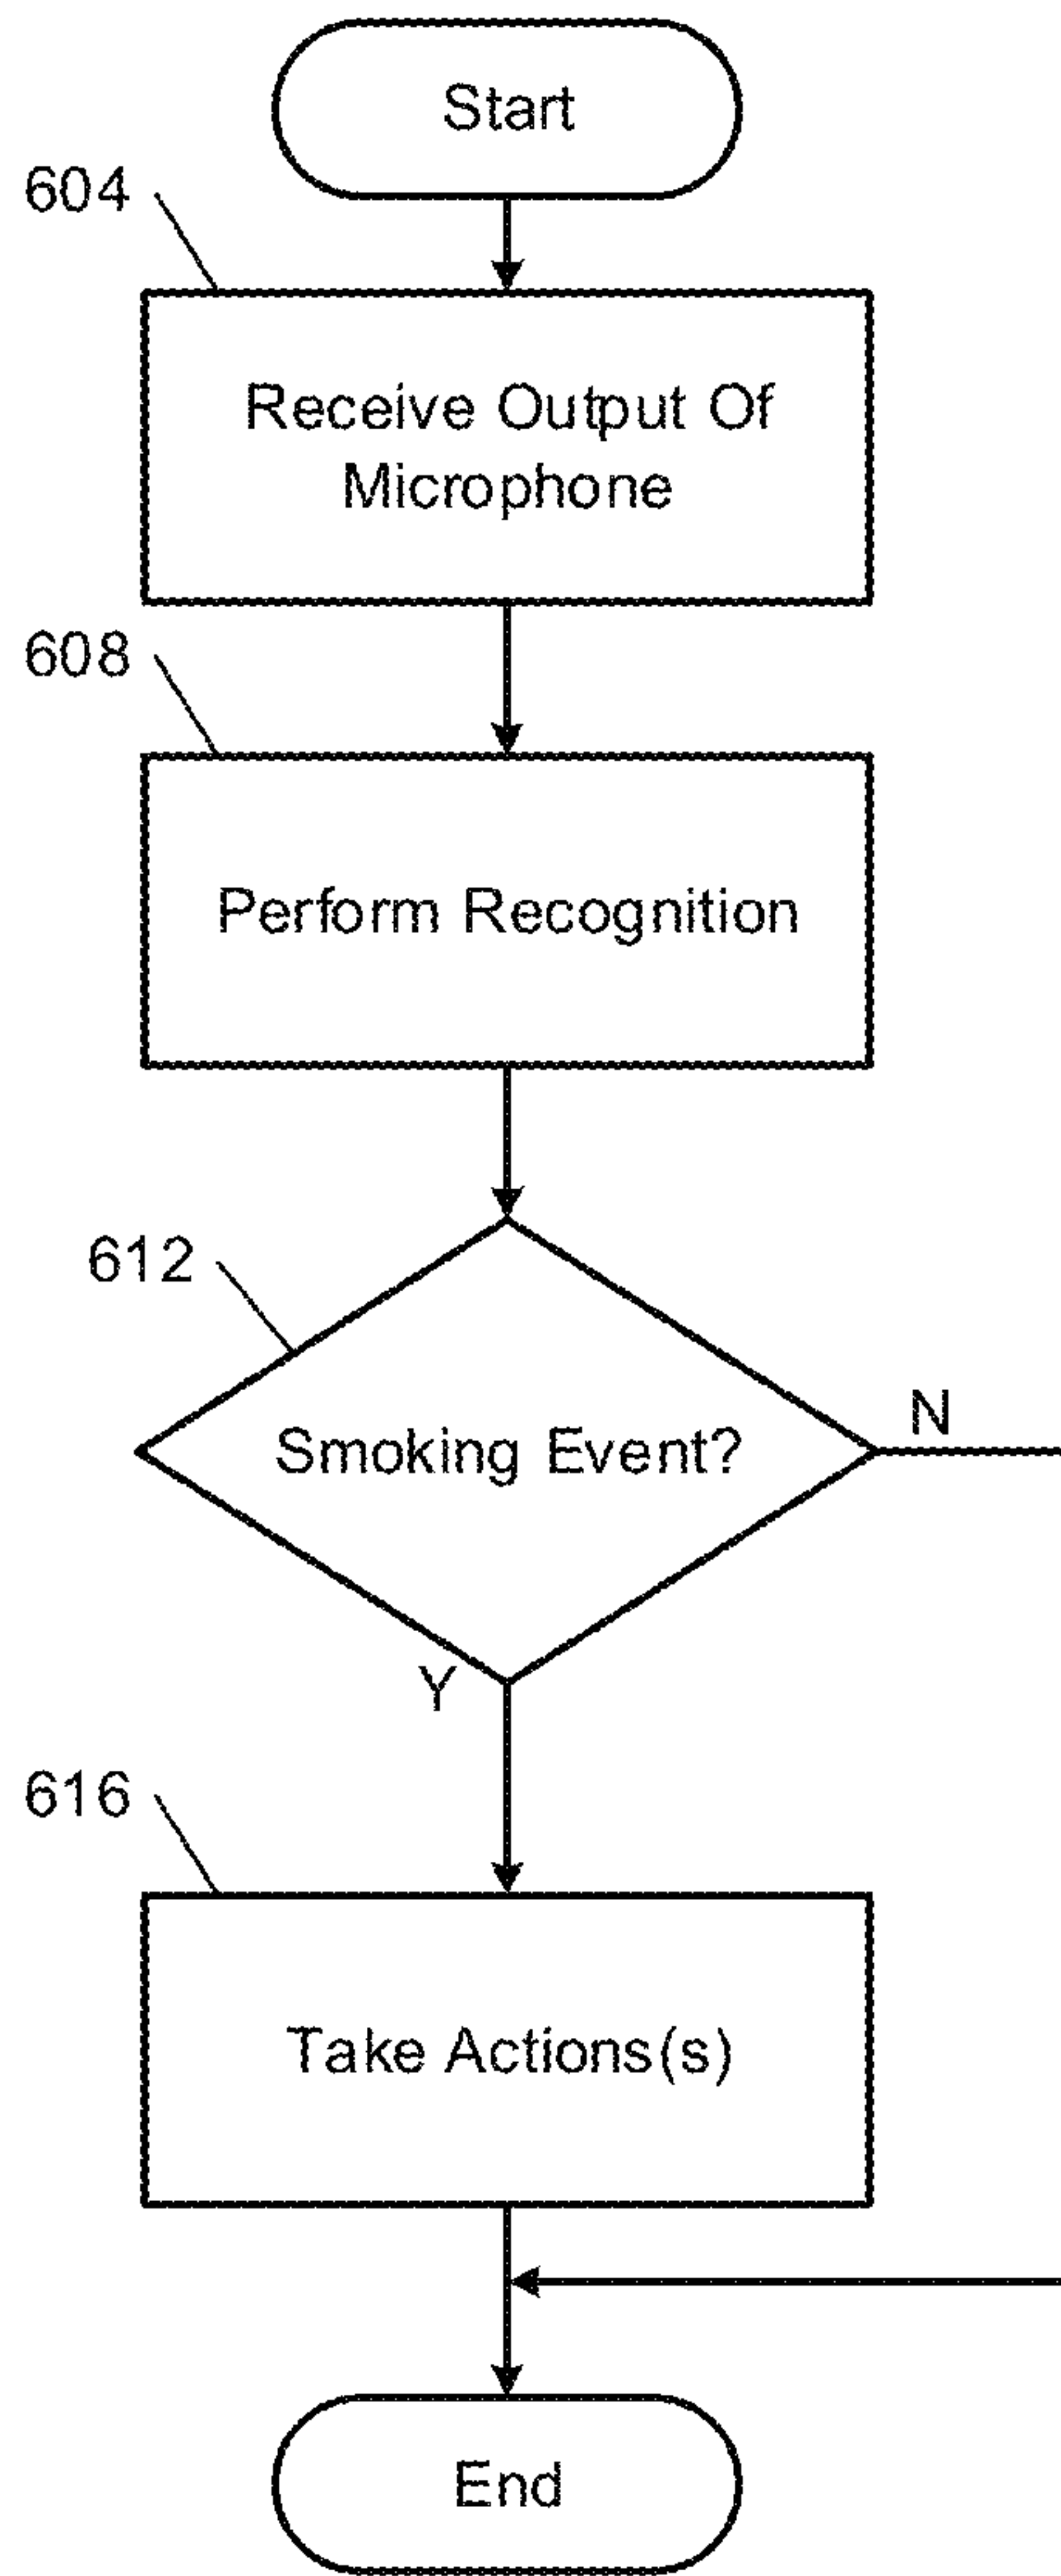 Start
604
Receive Output Of
Microphone
608
Perform Recognition
612
Smoking Event?
N
Y
616
Take Actions(s)
End